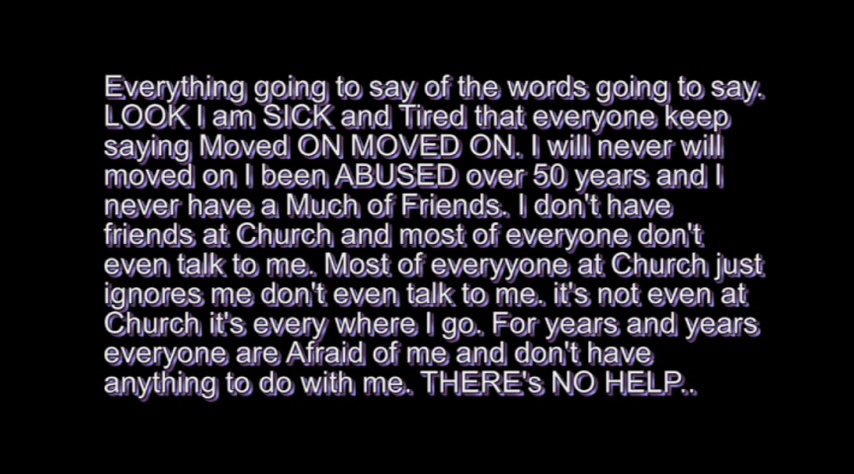 Everything going to say of the words going to say.
LOOK I am SICK and Tired that everyone keep
saying Moved ON MOVED ON. I will never will
moved on I been ABUSED over 50 years and I
never have a Much of Friends. I don't have
friends at Church and most of everyone don't
even talk to me. Most of everyyone at Church just
ignores me don't even talk to me. it's not even at
Church it's every where I go. For years and years
everyone are Afraid of me and don't have
anything to do with me. THERE's NO HELP..